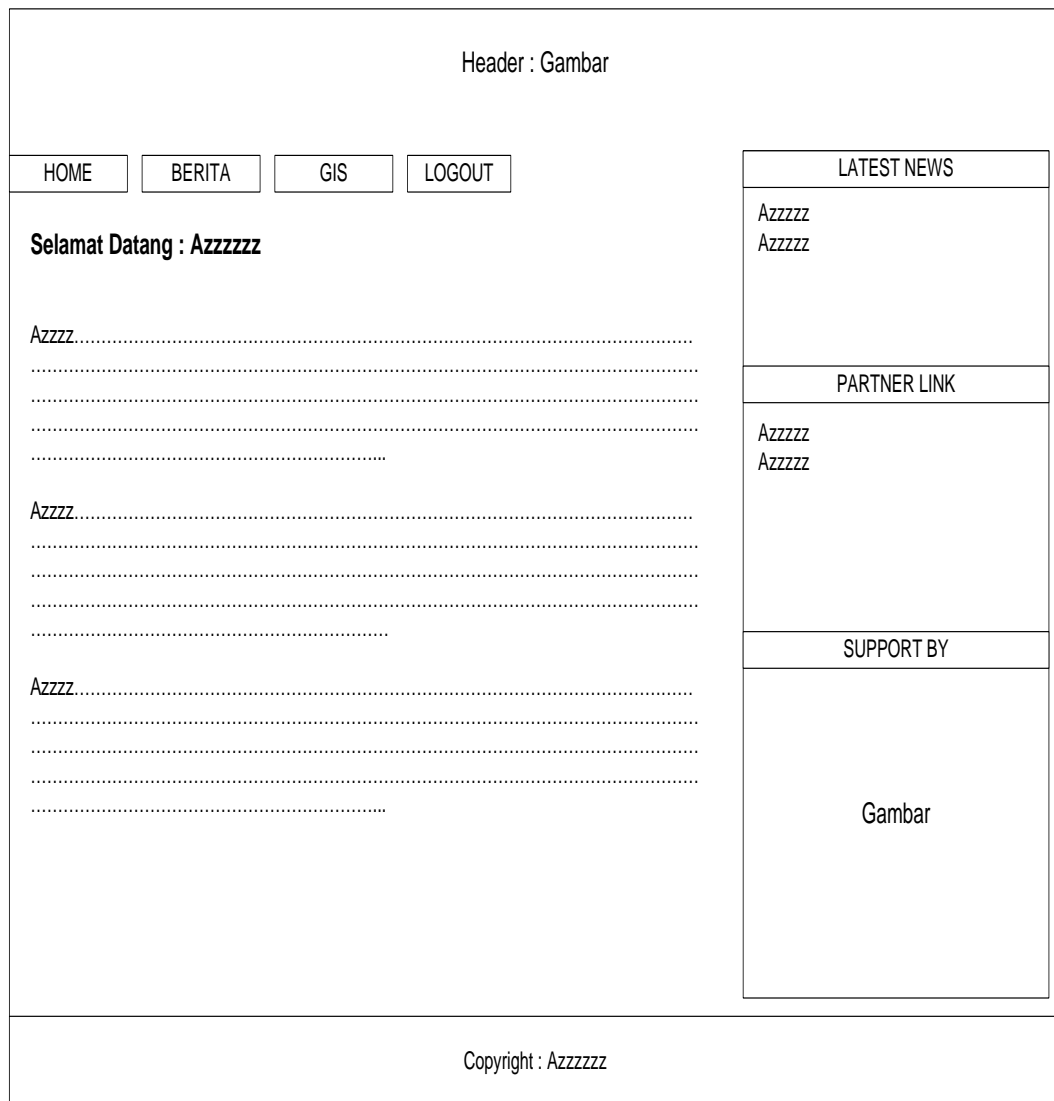 Header : Gambar
HOME
BERITA
GIS
LOGOUT
Selamat Datang : Azzzzzz
Azzzz……………………………………………………………………………………………………
……………………………………………………………………………………………………………
……………………………………………………………………………………………………………
……………………………………………………………………………………………………………
………………………………………………………...
Azzzz……………………………………………………………………………………………………
……………………………………………………………………………………………………………
……………………………………………………………………………………………………………
……………………………………………………………………………………………………………
…………………………………………………………
Azzzz……………………………………………………………………………………………………
……………………………………………………………………………………………………………
……………………………………………………………………………………………………………
……………………………………………………………………………………………………………
………………………………………………………...
LATEST NEWS
Azzzzz
Azzzzz
PARTNER LINK
Azzzzz
Azzzzz
SUPPORT BY
Gambar
Copyright : Azzzzzz